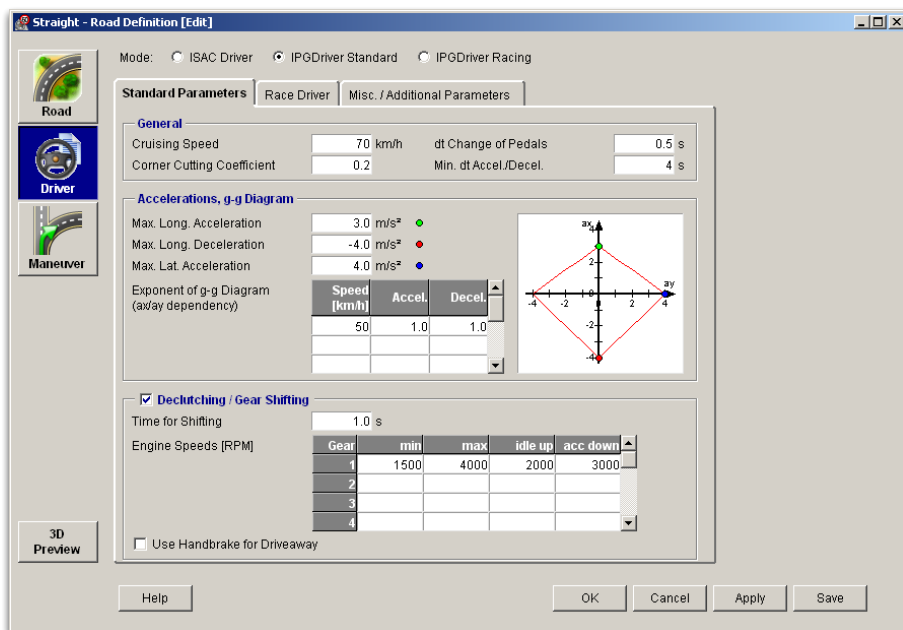 Straight - Road Definition [Edit]
Mode: ISAC Driver IPGDriver Standard IPGDriver Racing
Road
Driver
Maneuver
3D
Preview
Standard Parameters Race Driver Misc. / Additional Parameters
General
Cruising Speed 70 km/h dt Change of Pedals 0.5 s
Corner Cutting Coefficient 0.2 Min. dt Accel./Decel. 4 s
Accelerations, g-g Diagram
Max. Long. Acceleration 3.0 m/s²
Max. Long. Deceleration -4.0 m/s²
Max. Lat. Acceleration 4.0 m/s²
Exponent of g-g Diagram
(ax/ay dependency)
Speed
[km/h] Accel. Decel.
50 1.0 1.0
ax
4
2
ay
-4 -2 0 2 4
-2
-4
Declutching / Gear Shifting
Time for Shifting 1.0 s
Engine Speeds [RPM]
Gear min max idle up acc down
1 1500 4000 2000 3000
2
3
4
Use Handbrake for Driveaway
Help OK Cancel Apply Save